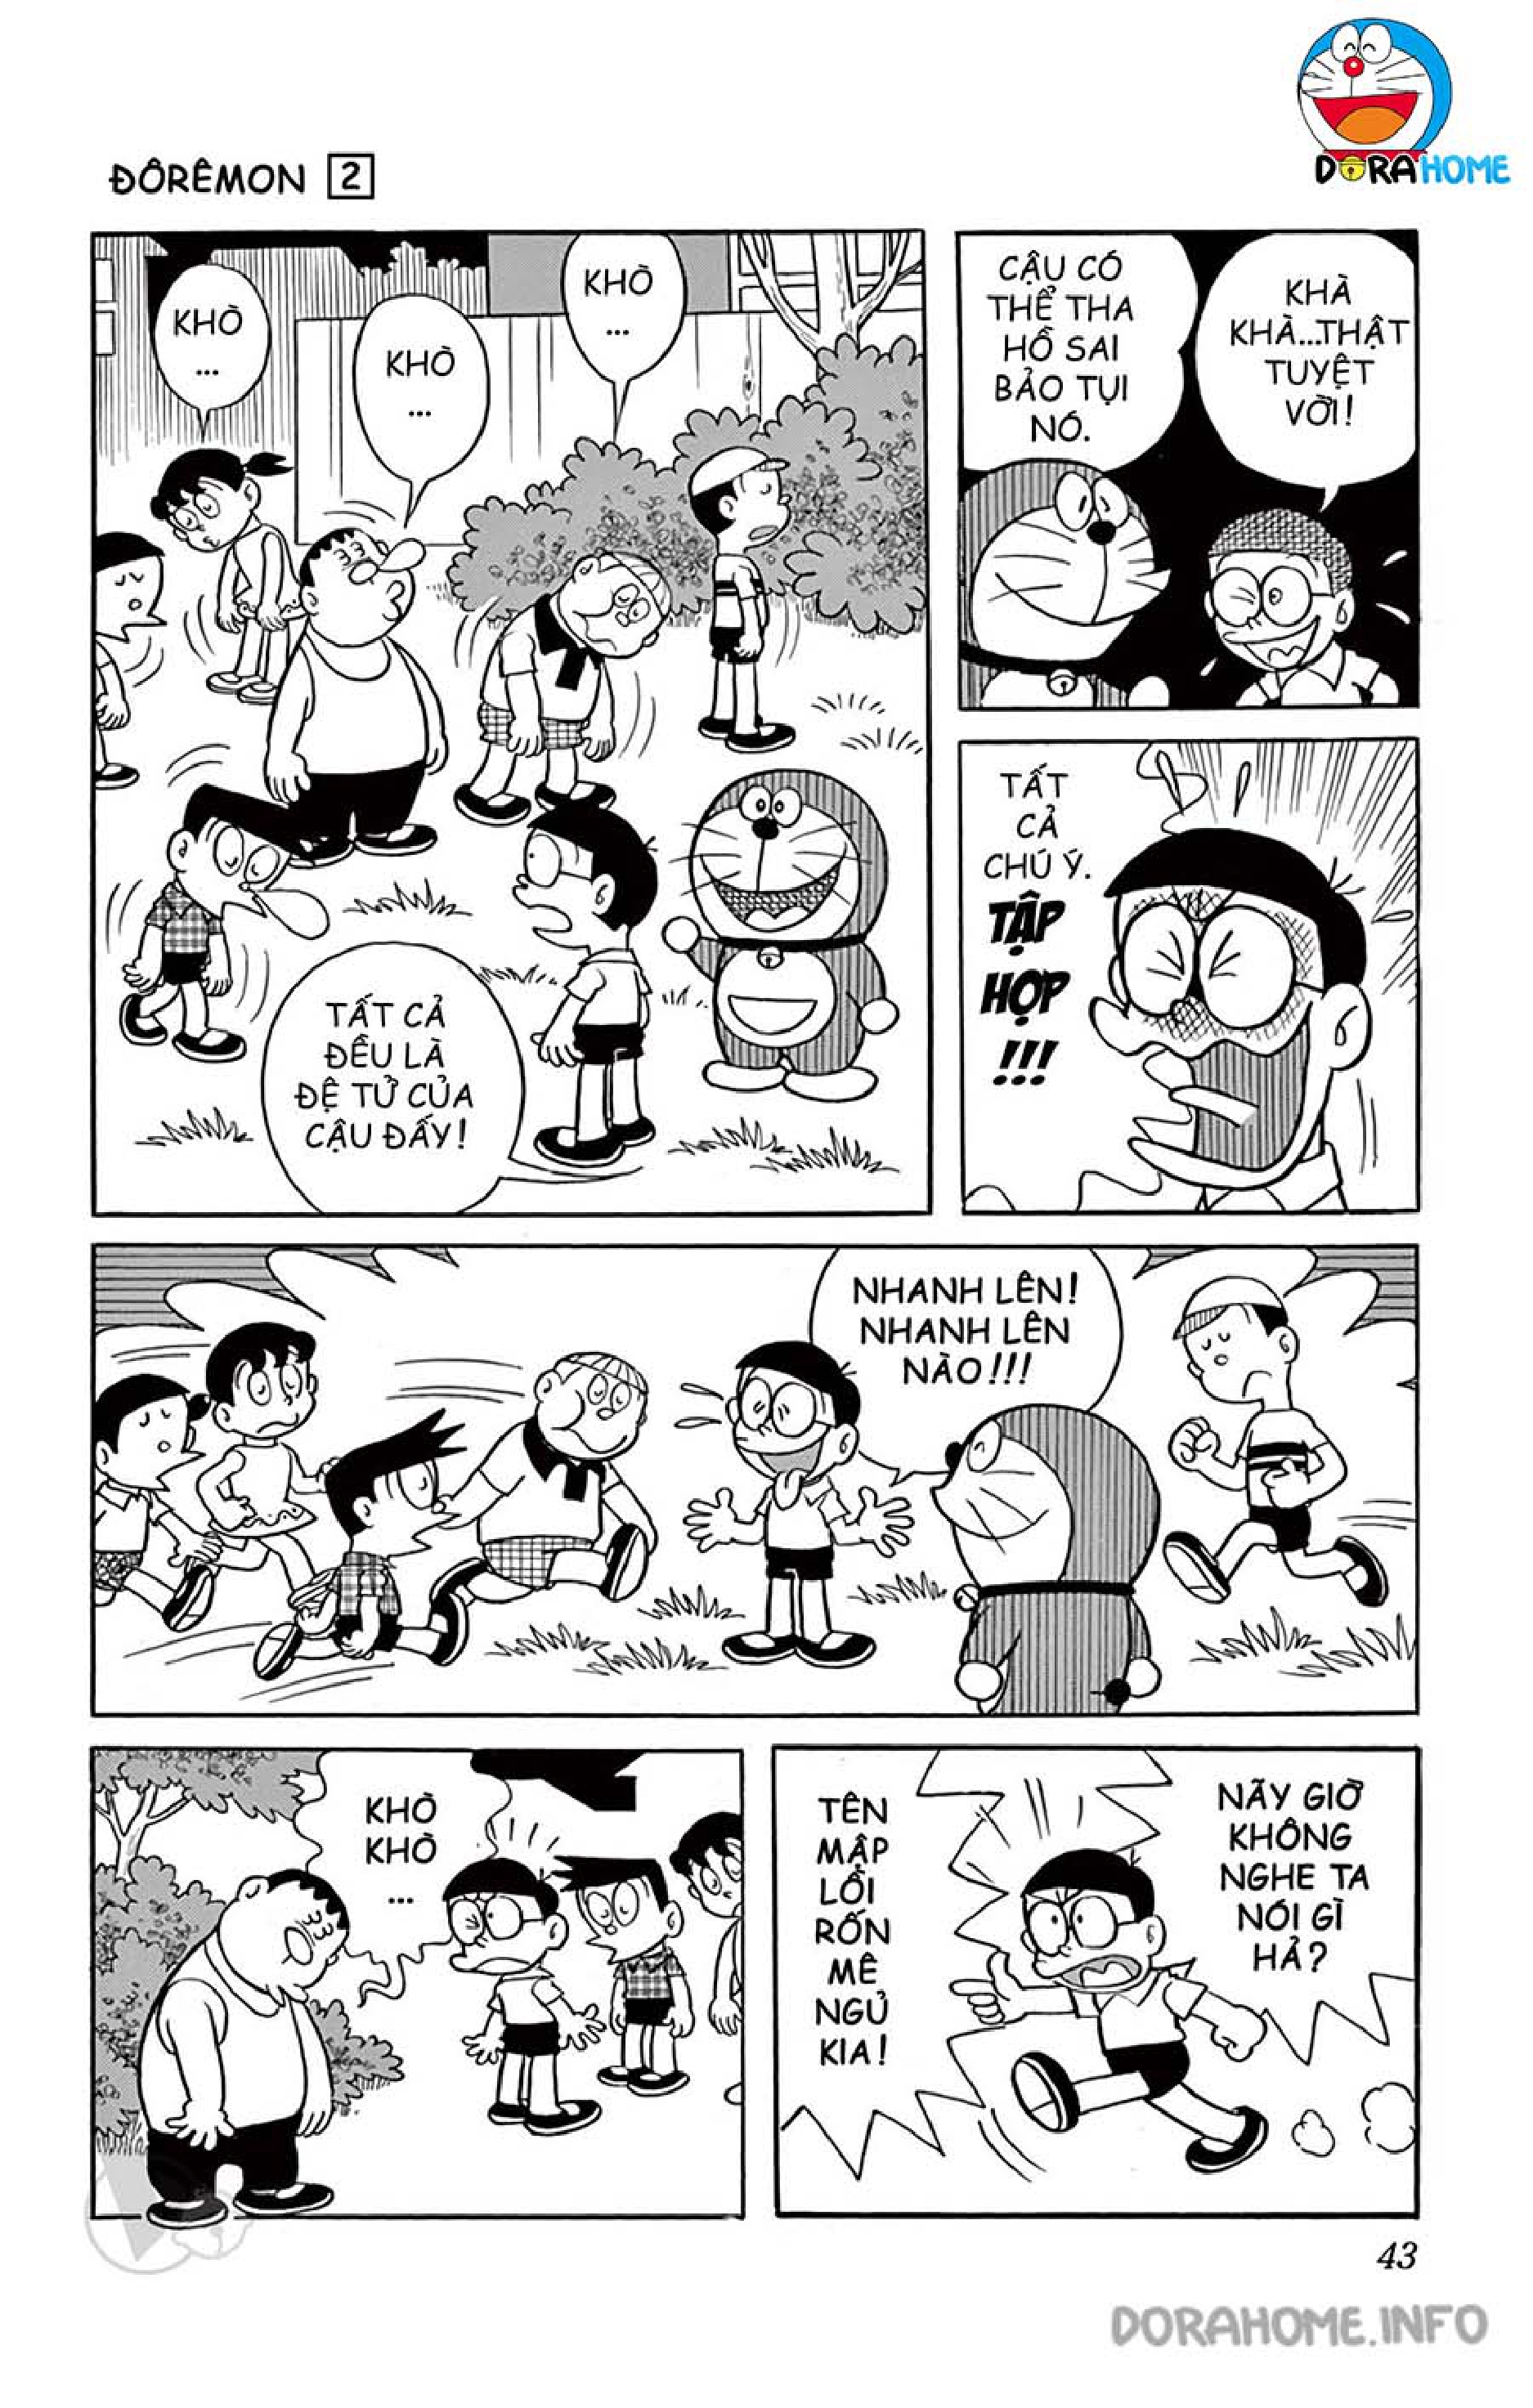 DORAHOME
ĐÔRÊMON 2
KHÒ
...
KHÒ
...
KHÒ
...
TẤT CẢ
ĐỀU LÀ
ĐỆ TỬ CỦA
CẬU ĐẤY!
CẬU CÓ
THỂ THA
HỒ SAI
BẢO TỤI
NÓ.
KHÀ
KHÀ...THẬT
TUYỆT
VỜI!
TẤT
CẢ
CHÚ Ý.
TẬP
HỢP
!!!
NHANH LÊN!
NHANH LÊN
NÀO!!!
KHÒ
KHÒ
...
TÊN
MẬP
LỒI
RỐN
MÊ
NGỦ
KIA!
NÃY GIỜ
KHÔNG
NGHE TA
NÓI GÌ
HẢ?
43
DORAHOME.INFO